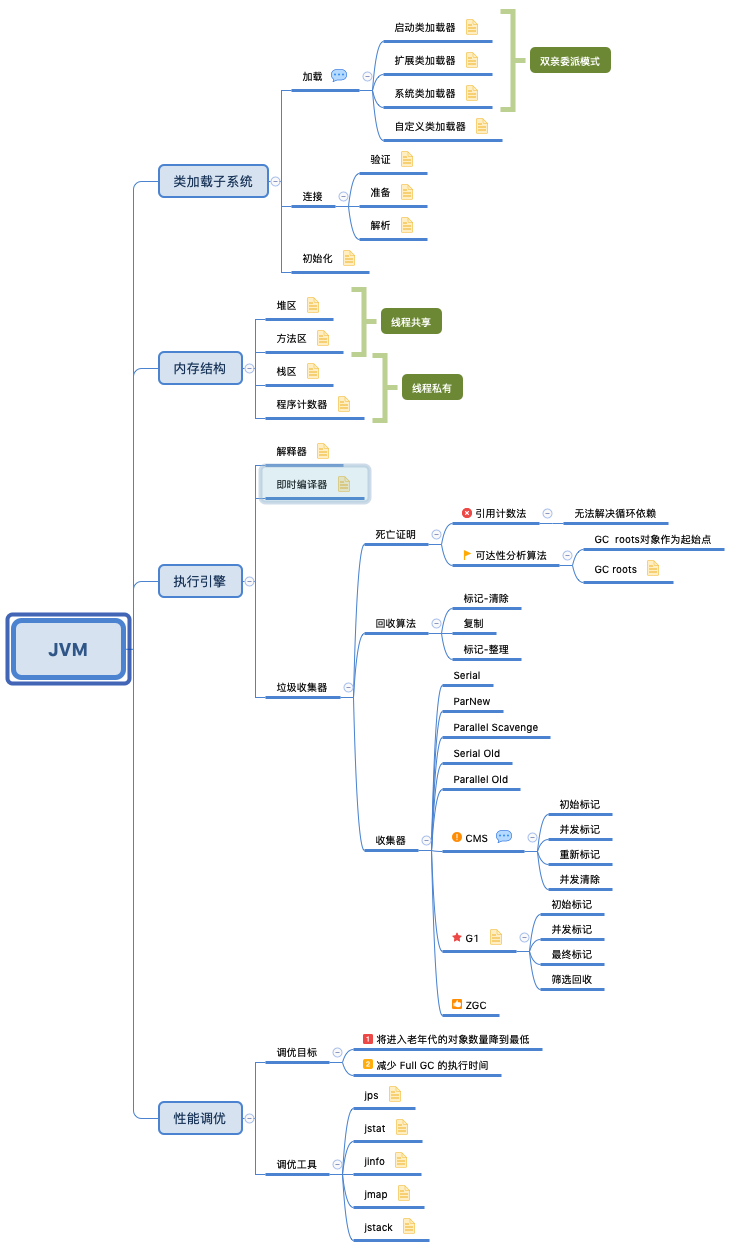 JVM
类加载子系统
加载
启动类加载器
扩展类加载器
系统类加载器
自定义类加载器
双亲委派模式
连接
验证
准备
解析
初始化
内存结构
堆区
方法区
栈区
程序计数器
线程共享
线程私有
执行引擎
解释器
即时编译器
垃圾收集器
死亡证明
引用计数法
无法解决循环依赖
可达性分析算法
GC roots对象作为起始点
GC roots
回收算法
标记-清除
复制
标记-整理
收集器
Serial
ParNew
Parallel Scavenge
Serial Old
Parallel Old
CMS
初始标记
并发标记
重新标记
并发清除
G1
初始标记
并发标记
最终标记
筛选回收
ZGC
性能调优
调优目标
1 将进入老年代的对象数量降到最低
2 减少 Full GC 的执行时间
调优工具
jps
jstat
jinfo
jmap
jstack